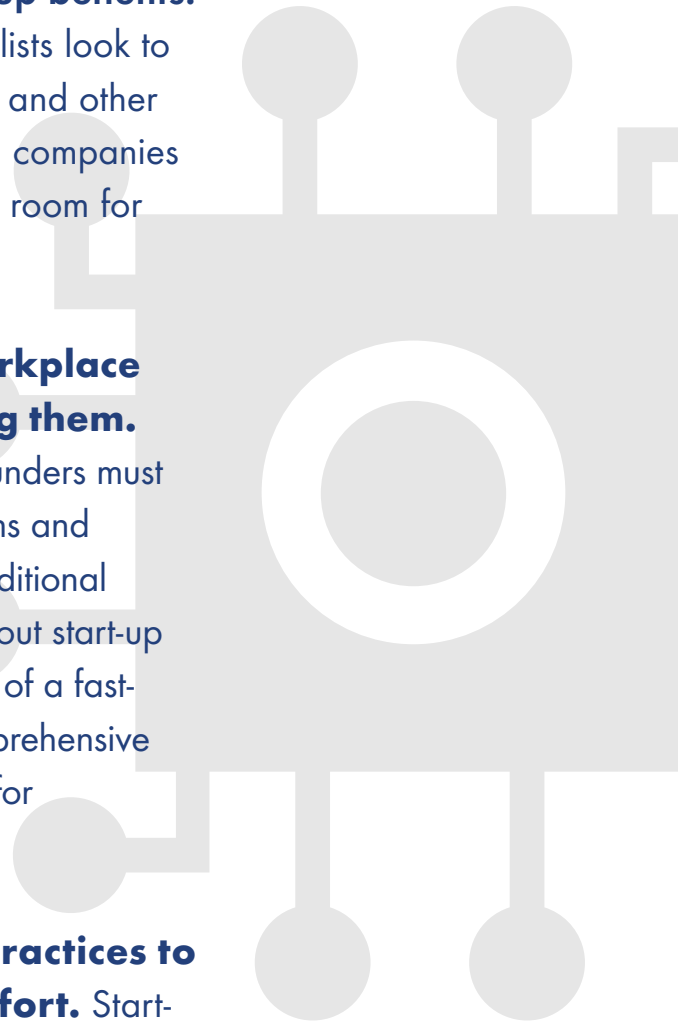 benefits.
lists look to
and other
companies
room for
rkplace
g them.
unders must
ns and
ditional
out start-up
of a fast-
prehensive
for
ractices to
fort. Start-